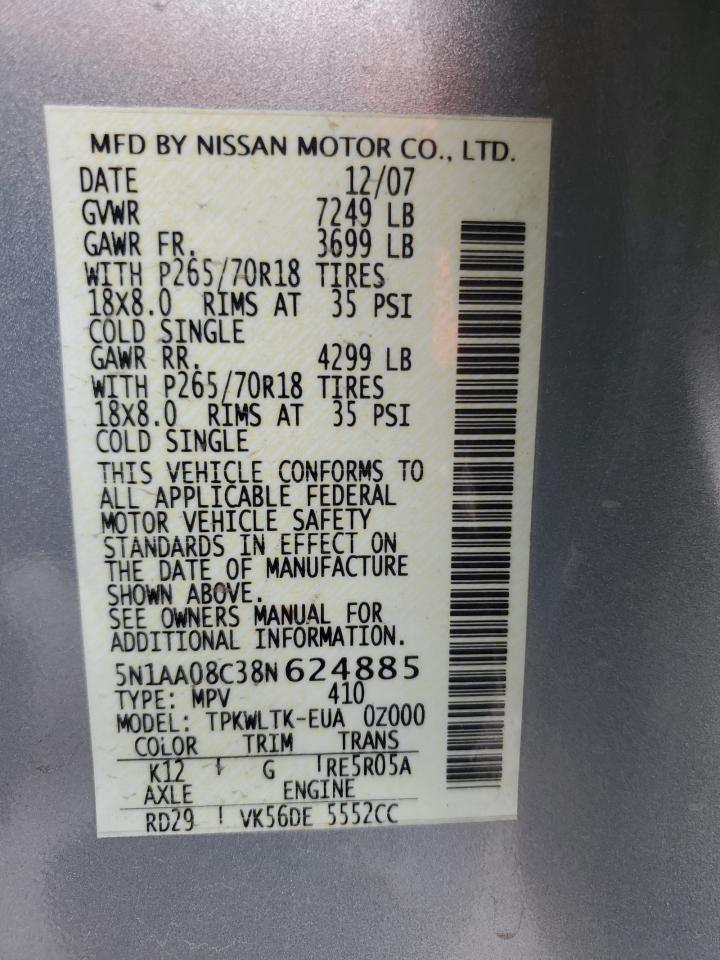 MFD BY NISSAN MOTOR CO., LTD.
DATE 12/07
GVWR 7249 LB
GAWR FR. 3699 LB
WITH P265/70R18 TIRES
18X8.0 RIMS AT 35 PSI
COLD SINGLE
GAWR RR. 4299 LB
WITH P265/70R18 TIRES
18X8.0 RIMS AT 35 PSI
COLD SINGLE
THIS VEHICLE CONFORMS TO
ALL APPLICABLE FEDERAL
MOTOR VEHICLE SAFETY
STANDARDS IN EFFECT ON
THE DATE OF MANUFACTURE
SHOWN ABOVE.
SEE OWNERS MANUAL FOR
ADDITIONAL INFORMATION.
5N1AA08C38N624885
TYPE: MPV 410
MODEL: TPKWLTK-EUA 0Z000
COLOR TRIM TRANS
K12 G RE5R05A
AXLE ENGINE
RD29 VK56DE 5552CC